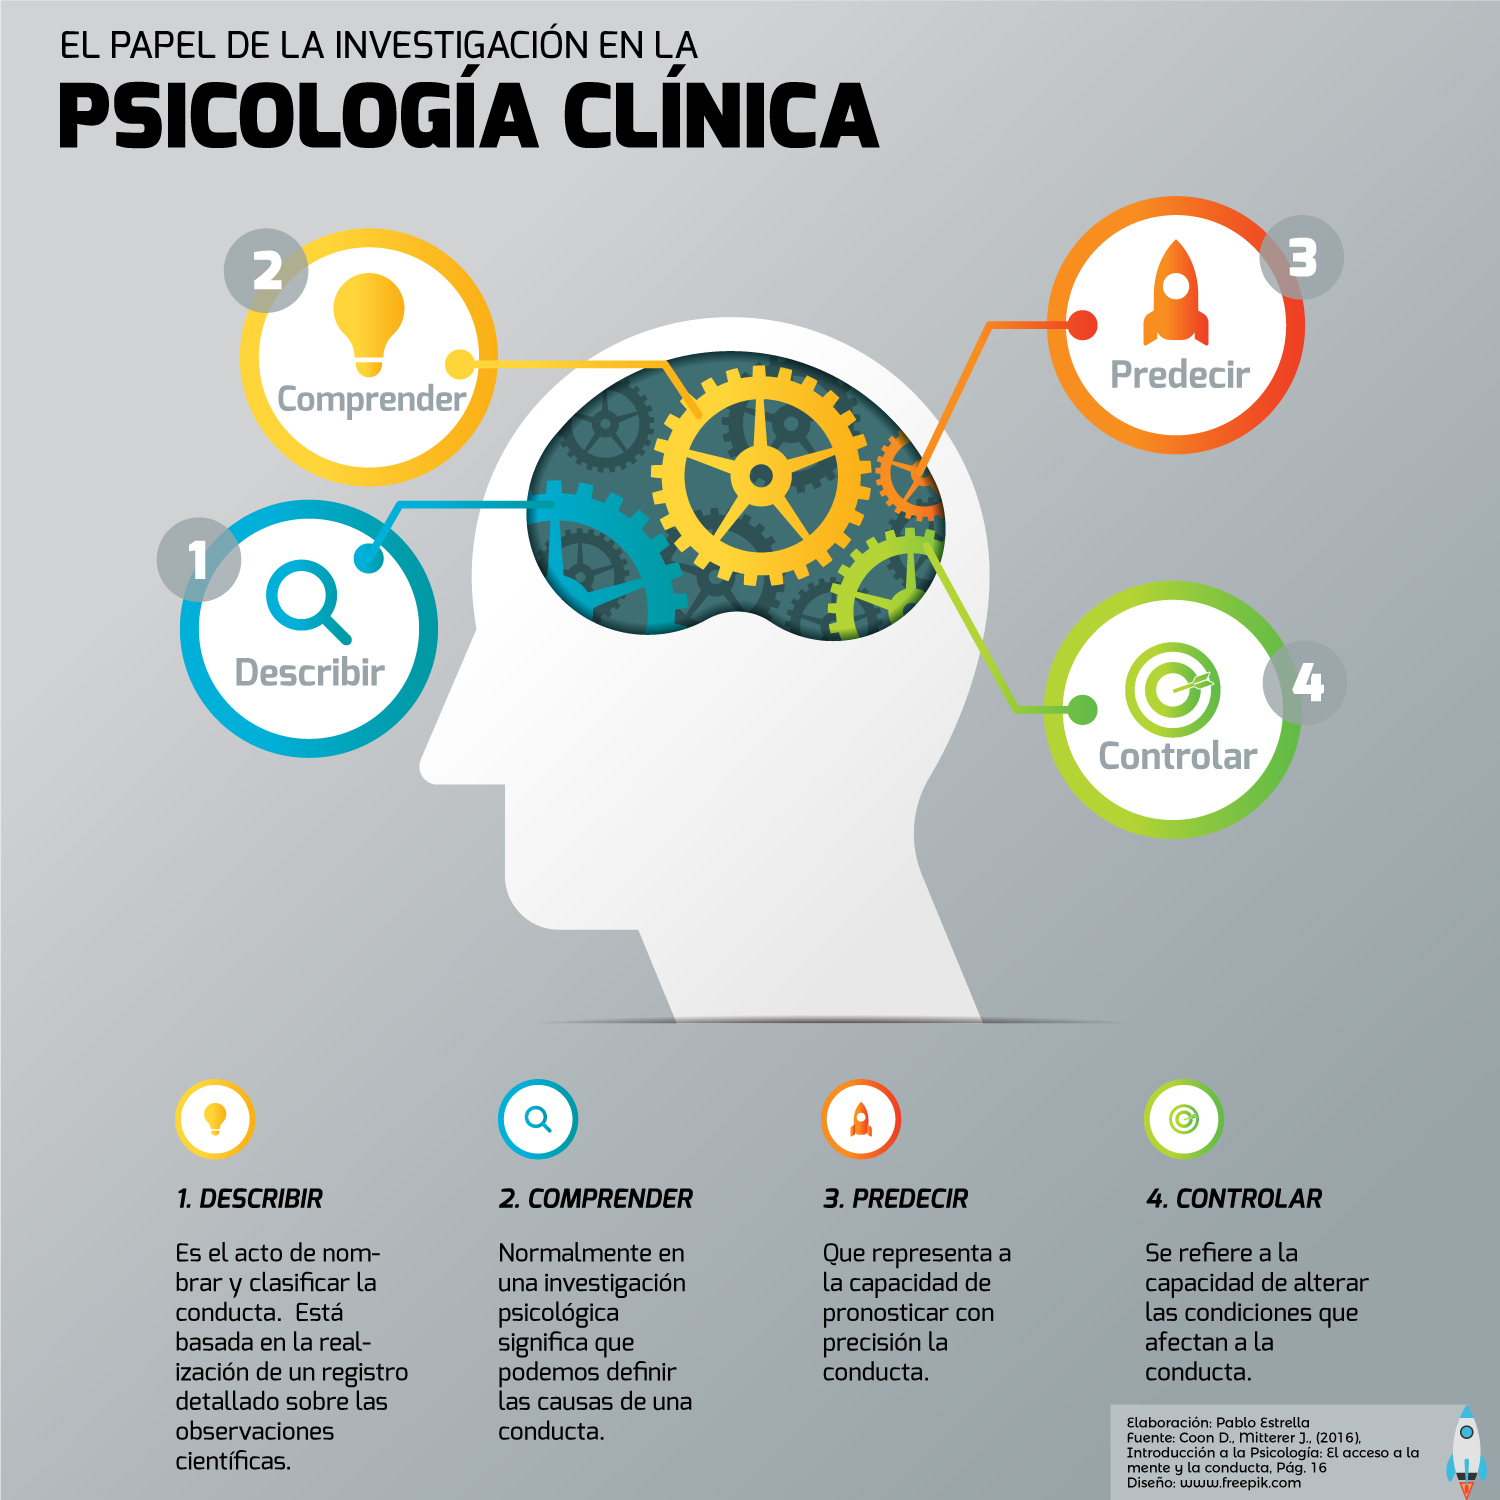 EL PAPEL DE LA INVESTIGACIÓN EN LA
PSICOLOGÍA CLÍNICA
2
Comprender
3
Predecir
1
Describir
4
Controlar
1. DESCRIBIR
Es el acto de nom-
brar y clasificar la
conducta.  Está
basada en la real-
ización de un registro
detallado sobre las
observaciones
científicas.
2. COMPRENDER
Normalmente en
una investigación
psicológica
significa que
podemos definir
las causas de una
conducta.
3. PREDECIR
Que representa a
la capacidad de
pronosticar con
precisión la
conducta.
4. CONTROLAR
Se refiere a la
capacidad de alterar
las condiciones que
afectan a la
conducta.
Elaboración: Pablo Estrella
Fuente: Coon D., Mitterer J., (2016),
Introducción a la Psicología: El acceso a la
mente y la conducta, Pág. 16
Diseño: www.freepik.com